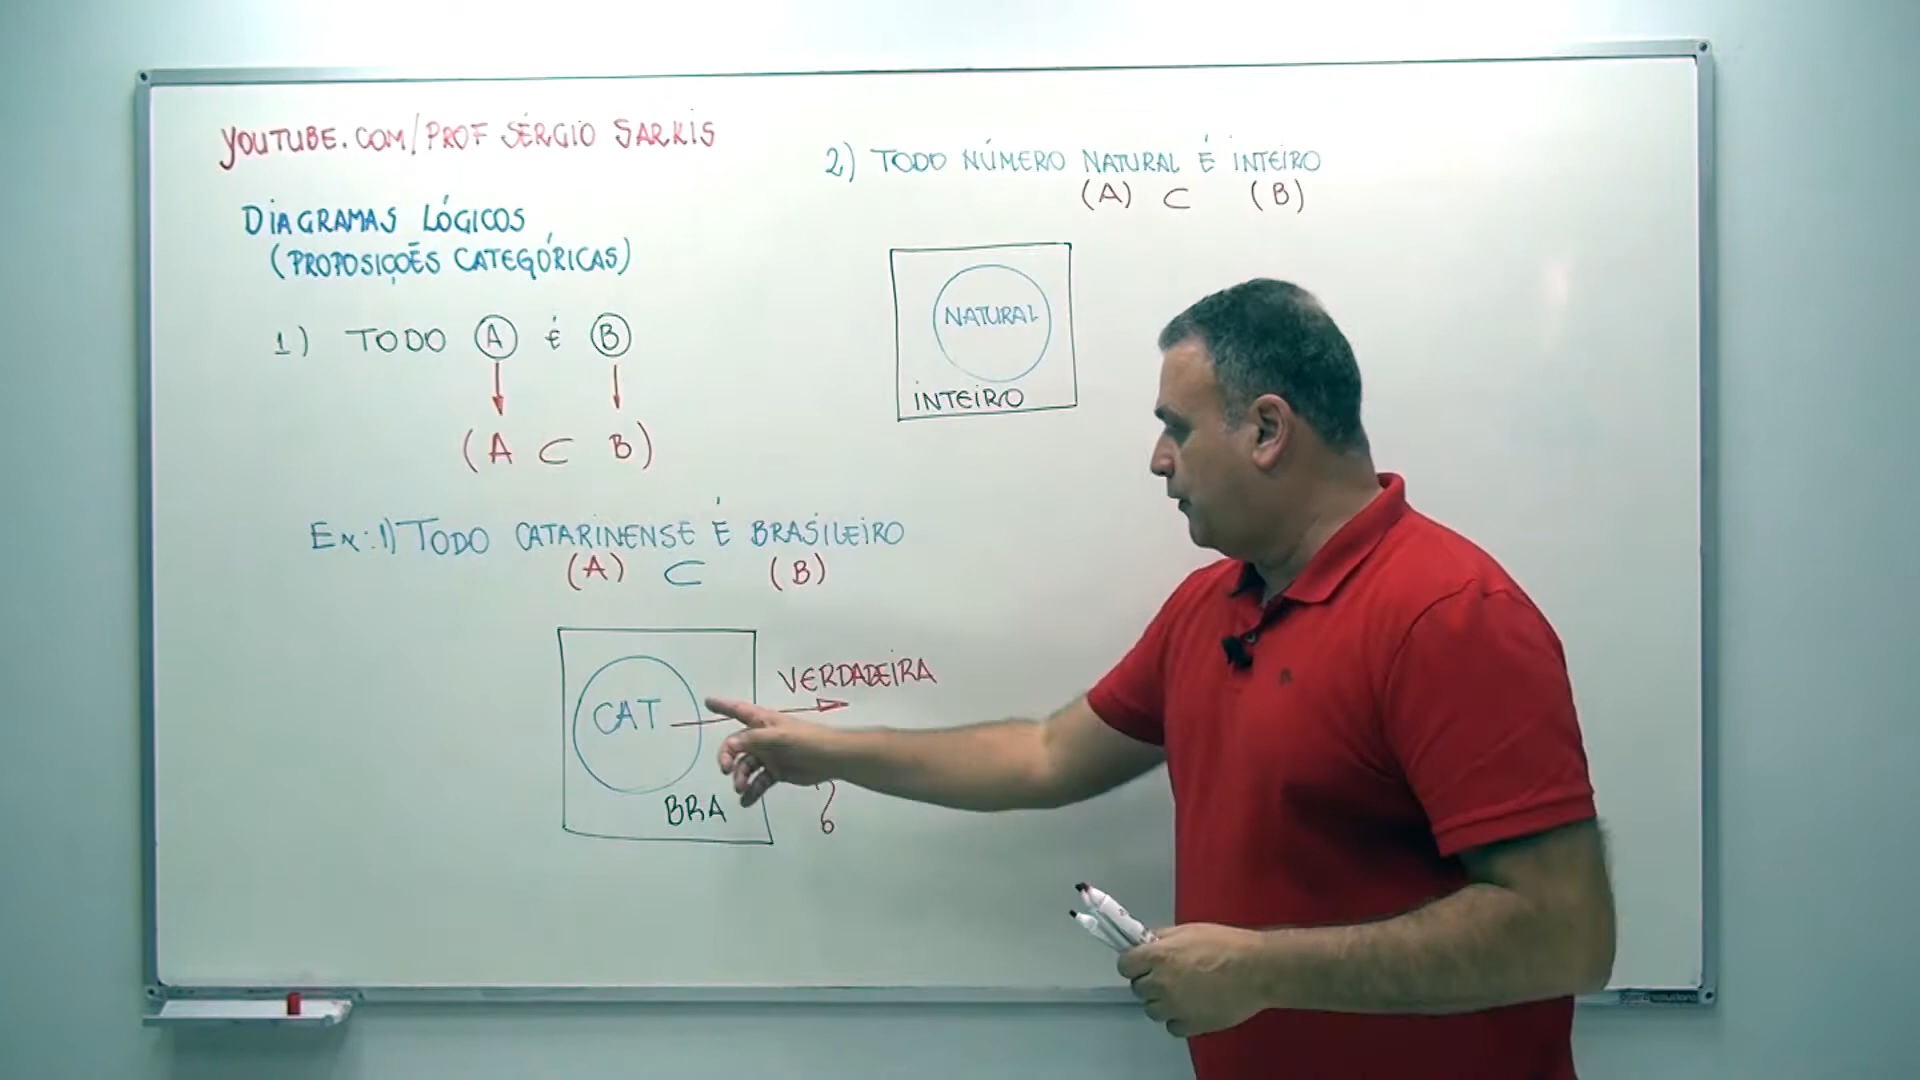 YOUTUBE.COM/PROF SÉRGIO SARKIS
DIAGRAMAS LÓGICOS
(PROPOSIÇÕES CATEGÓRICAS)
1) TODO A É B
(A ⊂ B)
Ex.:1) TODO CATARINENSE É BRASILEIRO
(A) ⊂ (B)
CAT
VERDADEIRA
BRA
?
2) TODO NÚMERO NATURAL É INTEIRO
(A) ⊂ (B)
NATURAL
INTEIRO